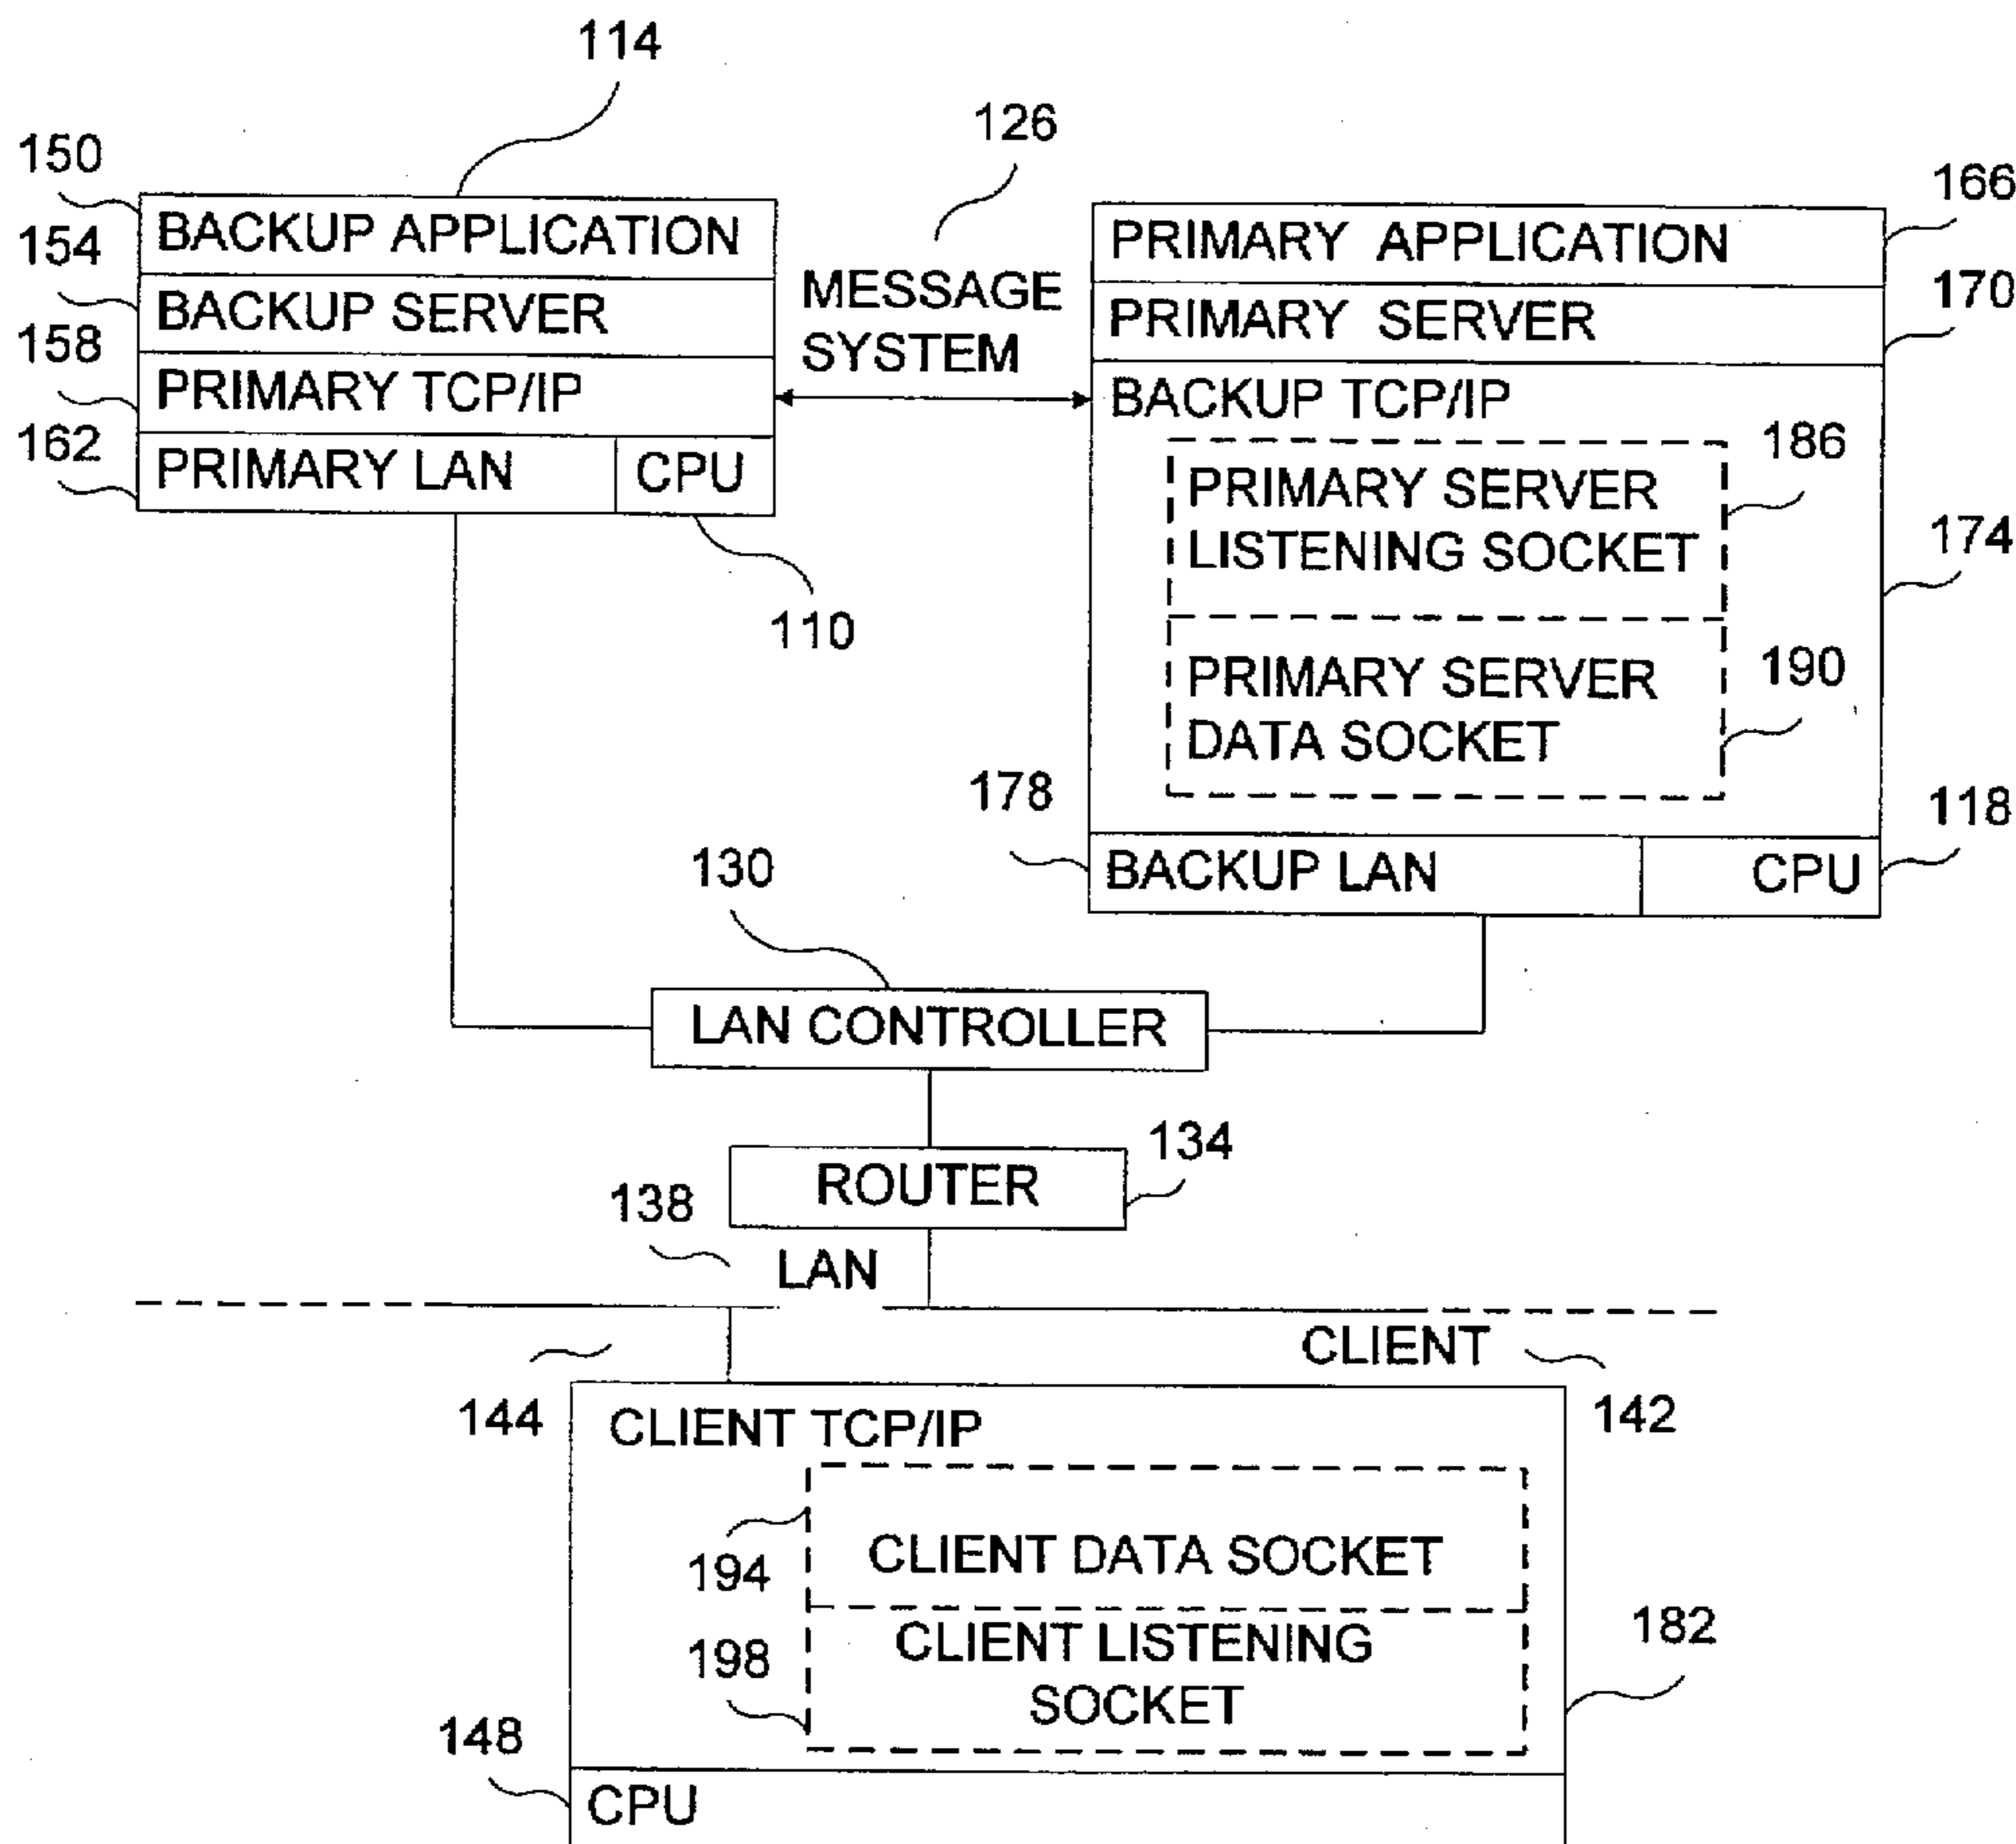 114
126
150
154
158
162
BACKUP APPLICATION
BACKUP SERVER
PRIMARY TCP/IP
PRIMARY LAN
CPU
110
MESSAGE
SYSTEM
166
170
PRIMARY APPLICATION
PRIMARY SERVER
BACKUP TCP/IP
186
PRIMARY SERVER
LISTENING SOCKET
174
190
PRIMARY SERVER
DATA SOCKET
178
118
BACKUP LAN
CPU
130
LAN CONTROLLER
134
ROUTER
138
LAN
CLIENT
144
142
CLIENT TCP/IP
194
CLIENT DATA SOCKET
198
CLIENT LISTENING
SOCKET
182
148
CPU